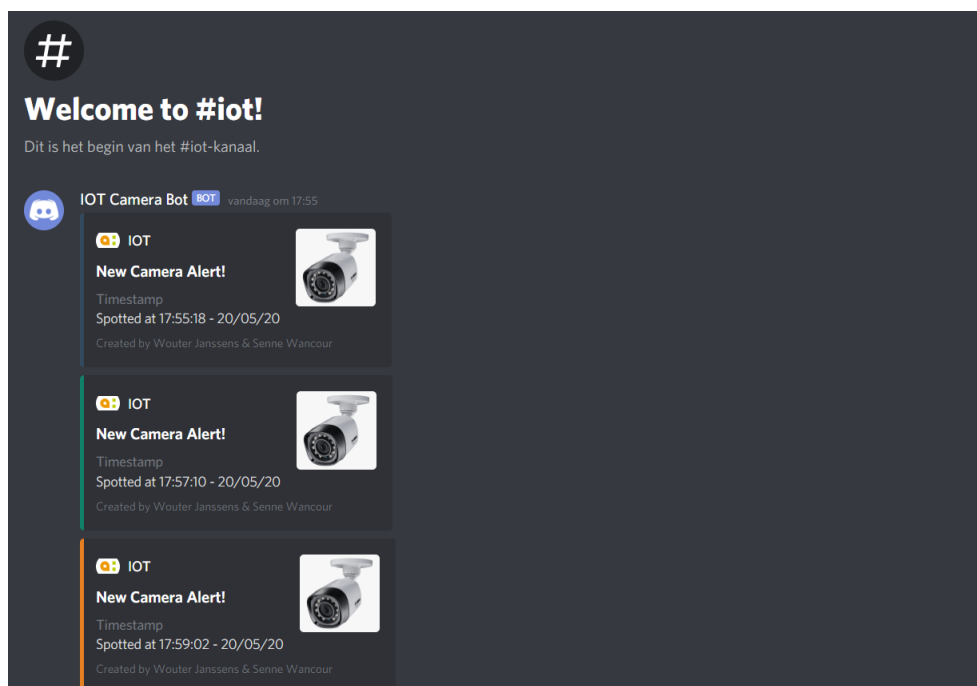 #
Welcome to #iot!
Dit is het begin van het #iot-kanaal.
IOT Camera Bot BOT vandaag om 17:55
a: IOT
New Camera Alert!
Timestamp
Spotted at 17:55:18 - 20/05/20
Created by Wouter Janssens & Senne Wancour
a: IOT
New Camera Alert!
Timestamp
Spotted at 17:57:10 - 20/05/20
Created by Wouter Janssens & Senne Wancour
a: IOT
New Camera Alert!
Timestamp
Spotted at 17:59:02 - 20/05/20
Created by Wouter Janssens & Senne Wancour